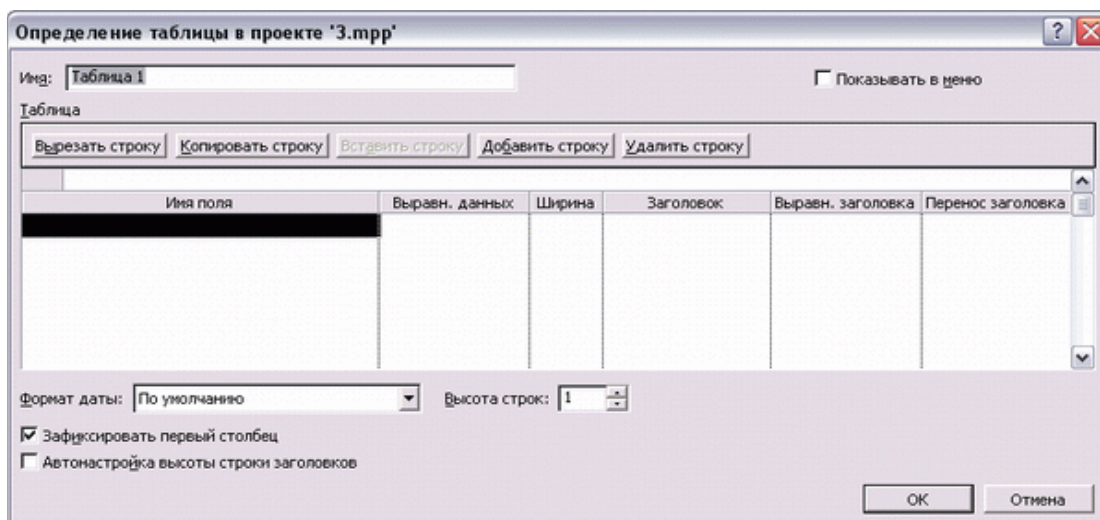 Определение таблицы в проекте '3.mpp'
Имя: Таблица 1 Показывать в меню
Таблица
Вырезать строку Копировать строку Вставить строку Добавить строку Удалить строку
Имя поля Выравн. данных Ширина Заголовок Выравн. заголовка Перенос заголовка
Формат даты: По умолчанию Высота строк: 1
Зафиксировать первый столбец
Автонастройка высоты строки заголовков
ОК Отмена